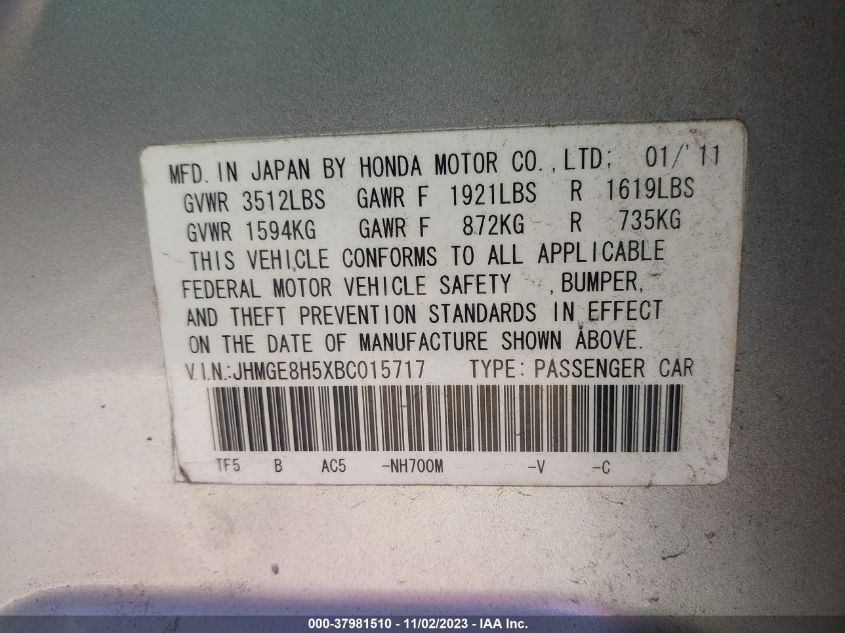 MFD. IN JAPAN BY HONDA MOTOR CO., LTD; 01/'11
GVWR 3512LBS GAWR F 1921LBS R 1619LBS
GVWR 1594KG GAWR F 872KG R 735KG
THIS VEHICLE CONFORMS TO ALL APPLICABLE
FEDERAL MOTOR VEHICLE SAFETY , BUMPER,
AND THEFT PREVENTION STANDARDS IN EFFECT
ON THE DATE OF MANUFACTURE SHOWN ABOVE.
V.I.N.:JHMGE8H5XBC015717 TYPE: PASSENGER CAR
TF5 B AC5 -NH700M -V -C
000-37981510 - 11/02/2023 - IAA Inc.